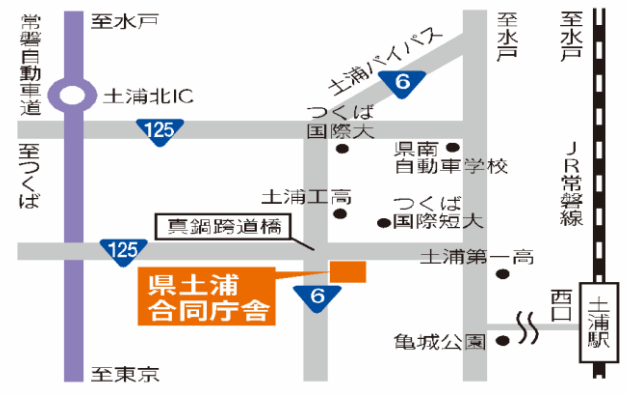 常磐自動車道
至水戸
土浦北IC
至つくば
125
土浦バイパス
6
至水戸
至水戸
つくば
国際大
県南
自動車学校
JR常磐線
土浦工高
つくば
国際短大
真鍋跨道橋
125
土浦第一高
県土浦
合同庁舎
6
西口
土浦駅
亀城公園
至東京